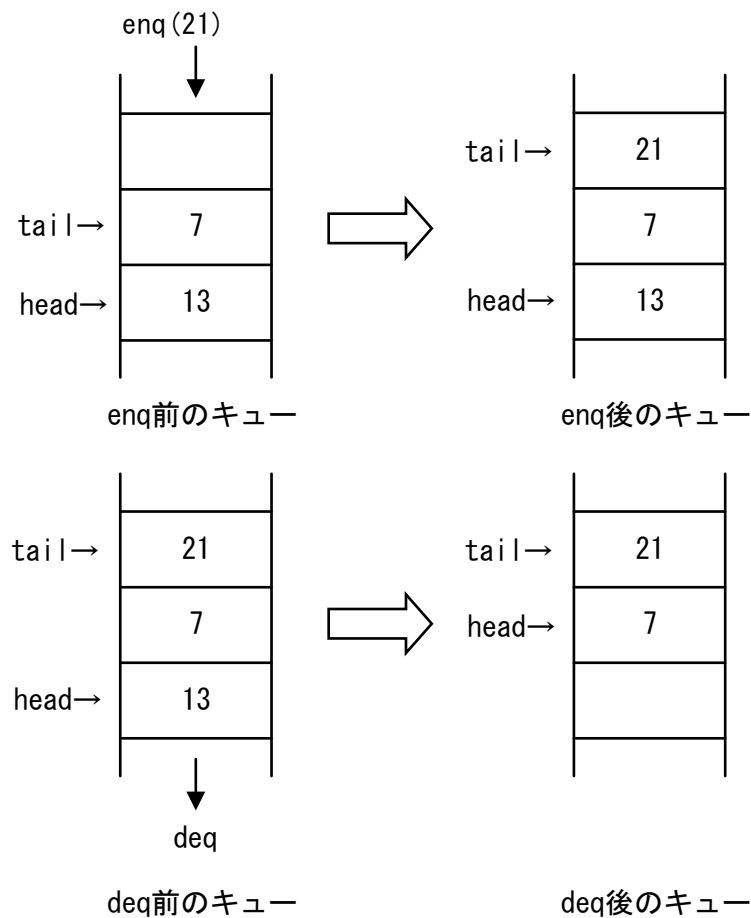 enq(21)
tail→ 7
head→ 13
enq前のキュー
tail→ 21
7
head→ 13
enq後のキュー
tail→ 21
7
head→ 13
deq
deq前のキュー
tail→ 21
head→ 7
deq後のキュー